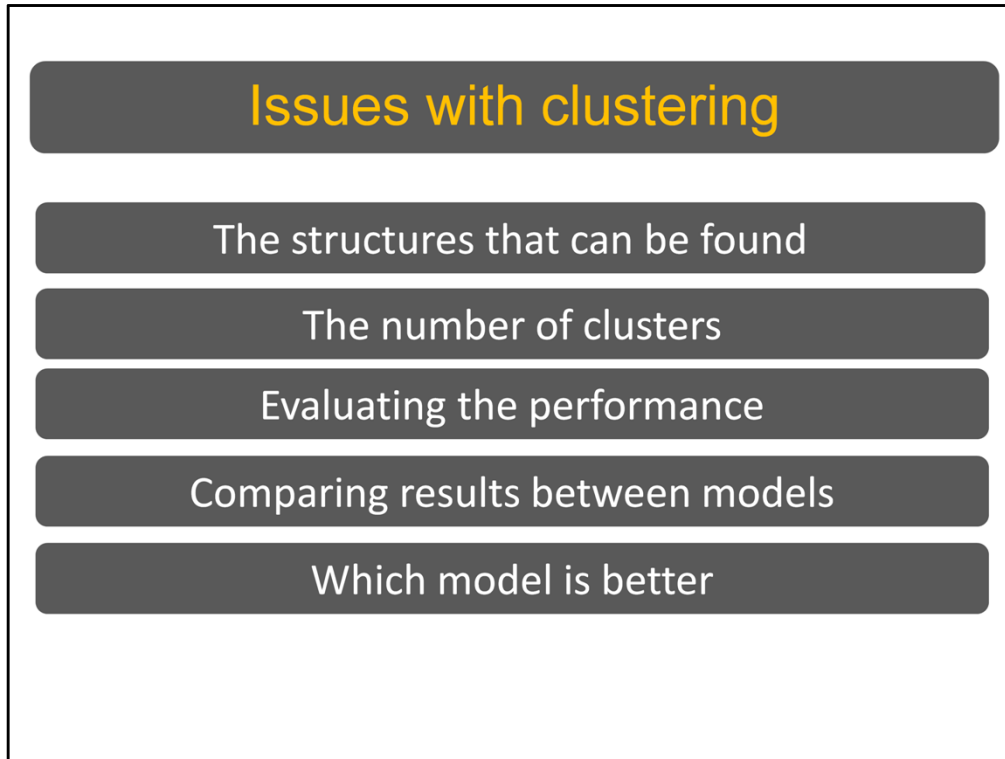 Issues with clustering
The structures that can be found
The number of clusters
Evaluating the performance
Comparing results between models
Which model is better